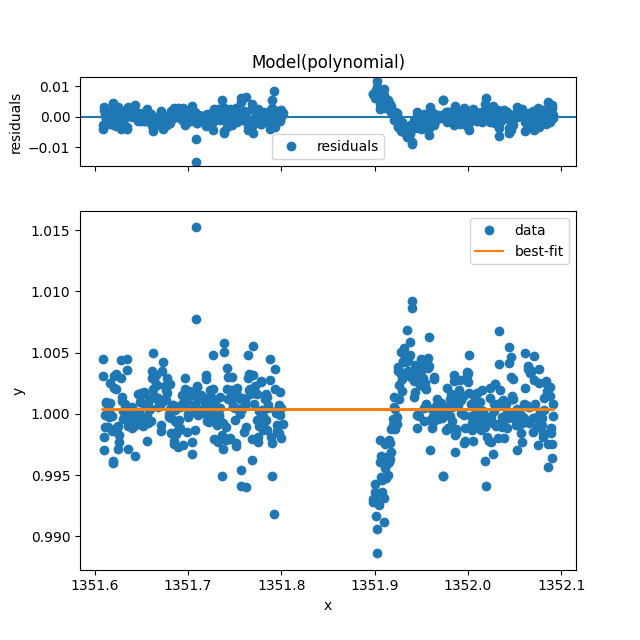 Model(polynomial)
residuals
0.01
0.00
−0.01
residuals
y
1.015
1.010
1.005
1.000
0.995
0.990
data
best-fit
1351.6 1351.7 1351.8 1351.9 1352.0 1352.1
x